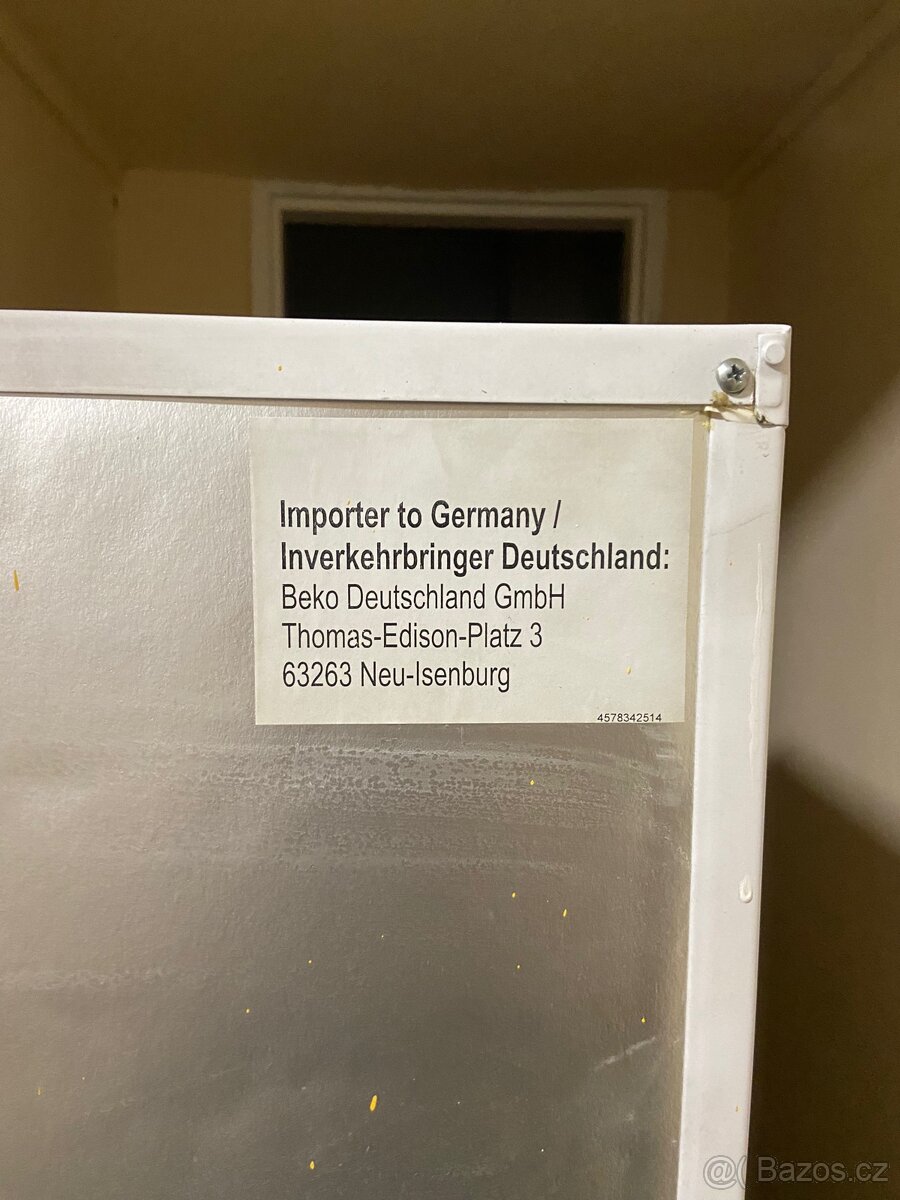 Importer to Germany /
Inverkehrbringer Deutschland:
Beko Deutschland GmbH
Thomas-Edison-Platz 3
63263 Neu-Isenburg
4578342514
@( Bazos.cz